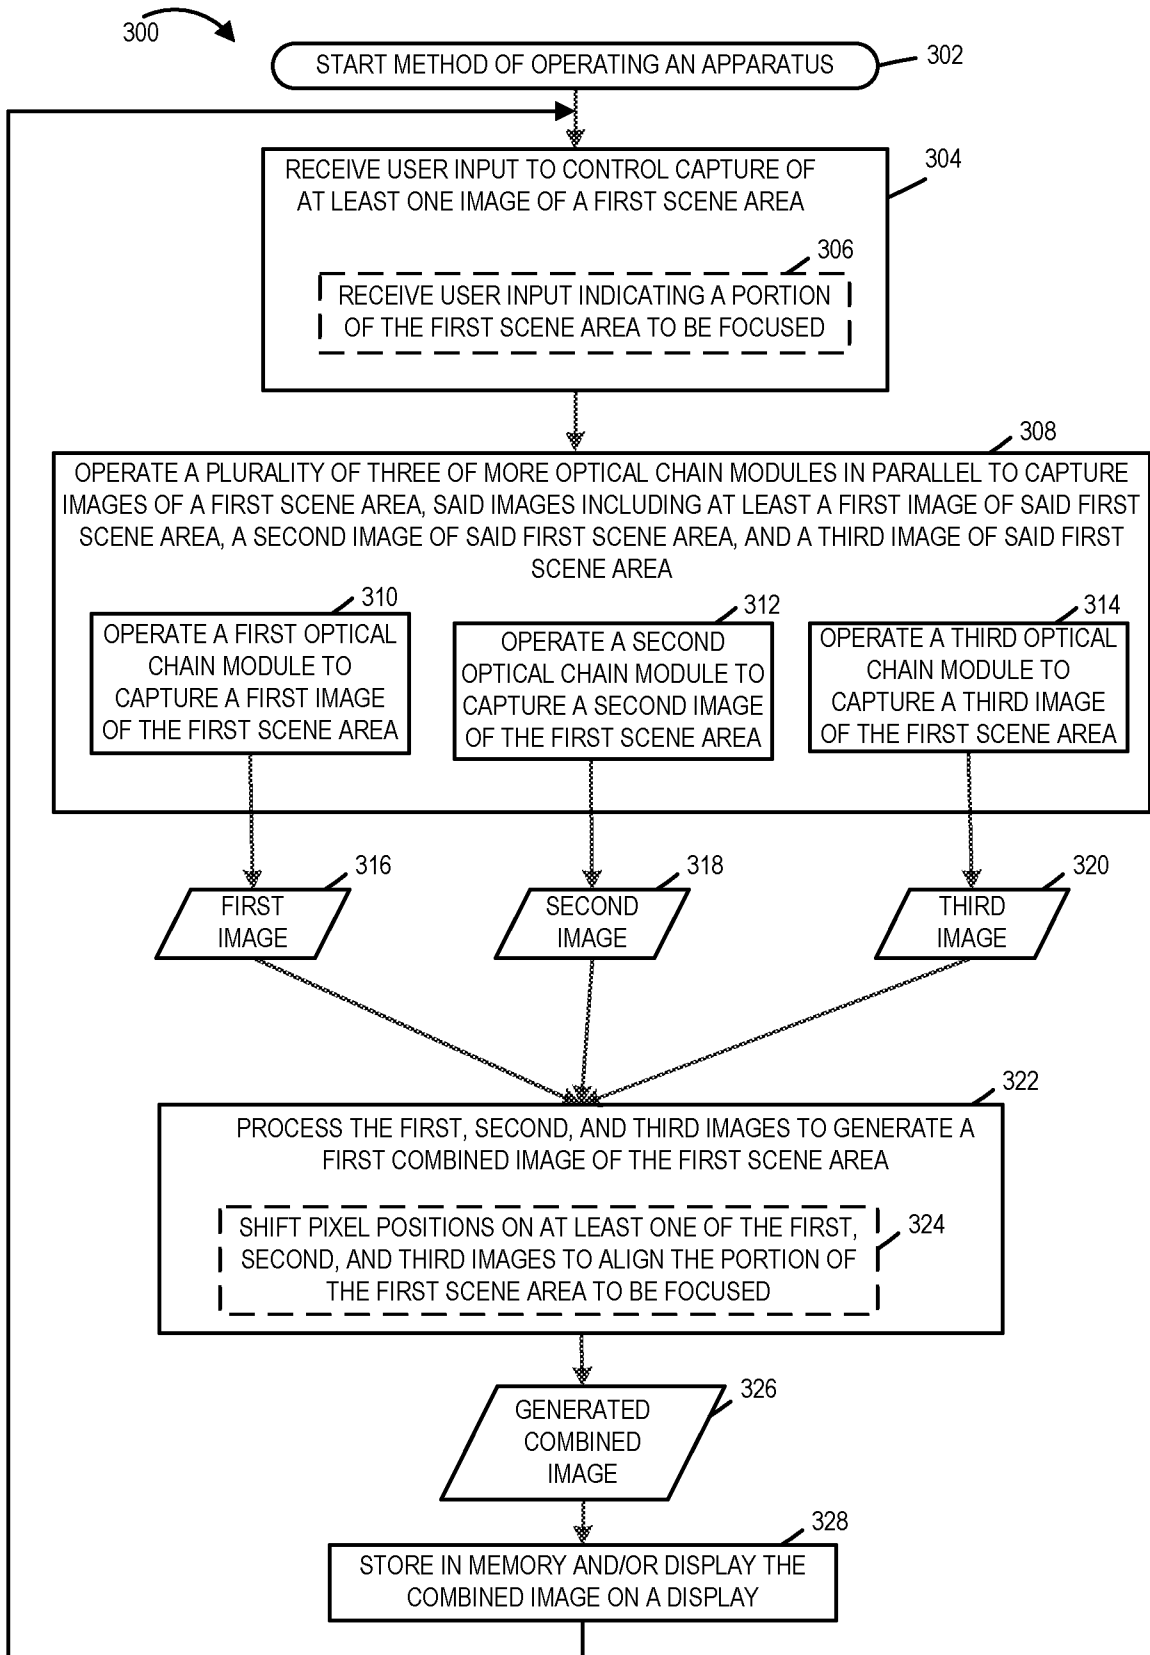 300
START METHOD OF OPERATING AN APPARATUS
302
RECEIVE USER INPUT TO CONTROL CAPTURE OF
AT LEAST ONE IMAGE OF A FIRST SCENE AREA
304
306
RECEIVE USER INPUT INDICATING A PORTION
OF THE FIRST SCENE AREA TO BE FOCUSED
308
OPERATE A PLURALITY OF THREE OF MORE OPTICAL CHAIN MODULES IN PARALLEL TO CAPTURE
IMAGES OF A FIRST SCENE AREA, SAID IMAGES INCLUDING AT LEAST A FIRST IMAGE OF SAID FIRST
SCENE AREA, A SECOND IMAGE OF SAID FIRST SCENE AREA, AND A THIRD IMAGE OF SAID FIRST
SCENE AREA
310
OPERATE A FIRST OPTICAL
CHAIN MODULE TO
CAPTURE A FIRST IMAGE
OF THE FIRST SCENE AREA
312
OPERATE A SECOND
OPTICAL CHAIN MODULE TO
CAPTURE A SECOND IMAGE
OF THE FIRST SCENE AREA
314
OPERATE A THIRD OPTICAL
CHAIN MODULE TO
CAPTURE A THIRD IMAGE
OF THE FIRST SCENE AREA
316
FIRST
IMAGE
318
SECOND
IMAGE
320
THIRD
IMAGE
322
PROCESS THE FIRST, SECOND, AND THIRD IMAGES TO GENERATE A
FIRST COMBINED IMAGE OF THE FIRST SCENE AREA
SHIFT PIXEL POSITIONS ON AT LEAST ONE OF THE FIRST,
SECOND, AND THIRD IMAGES TO ALIGN THE PORTION OF
THE FIRST SCENE AREA TO BE FOCUSED
324
326
GENERATED
COMBINED
IMAGE
328
STORE IN MEMORY AND/OR DISPLAY THE
COMBINED IMAGE ON A DISPLAY